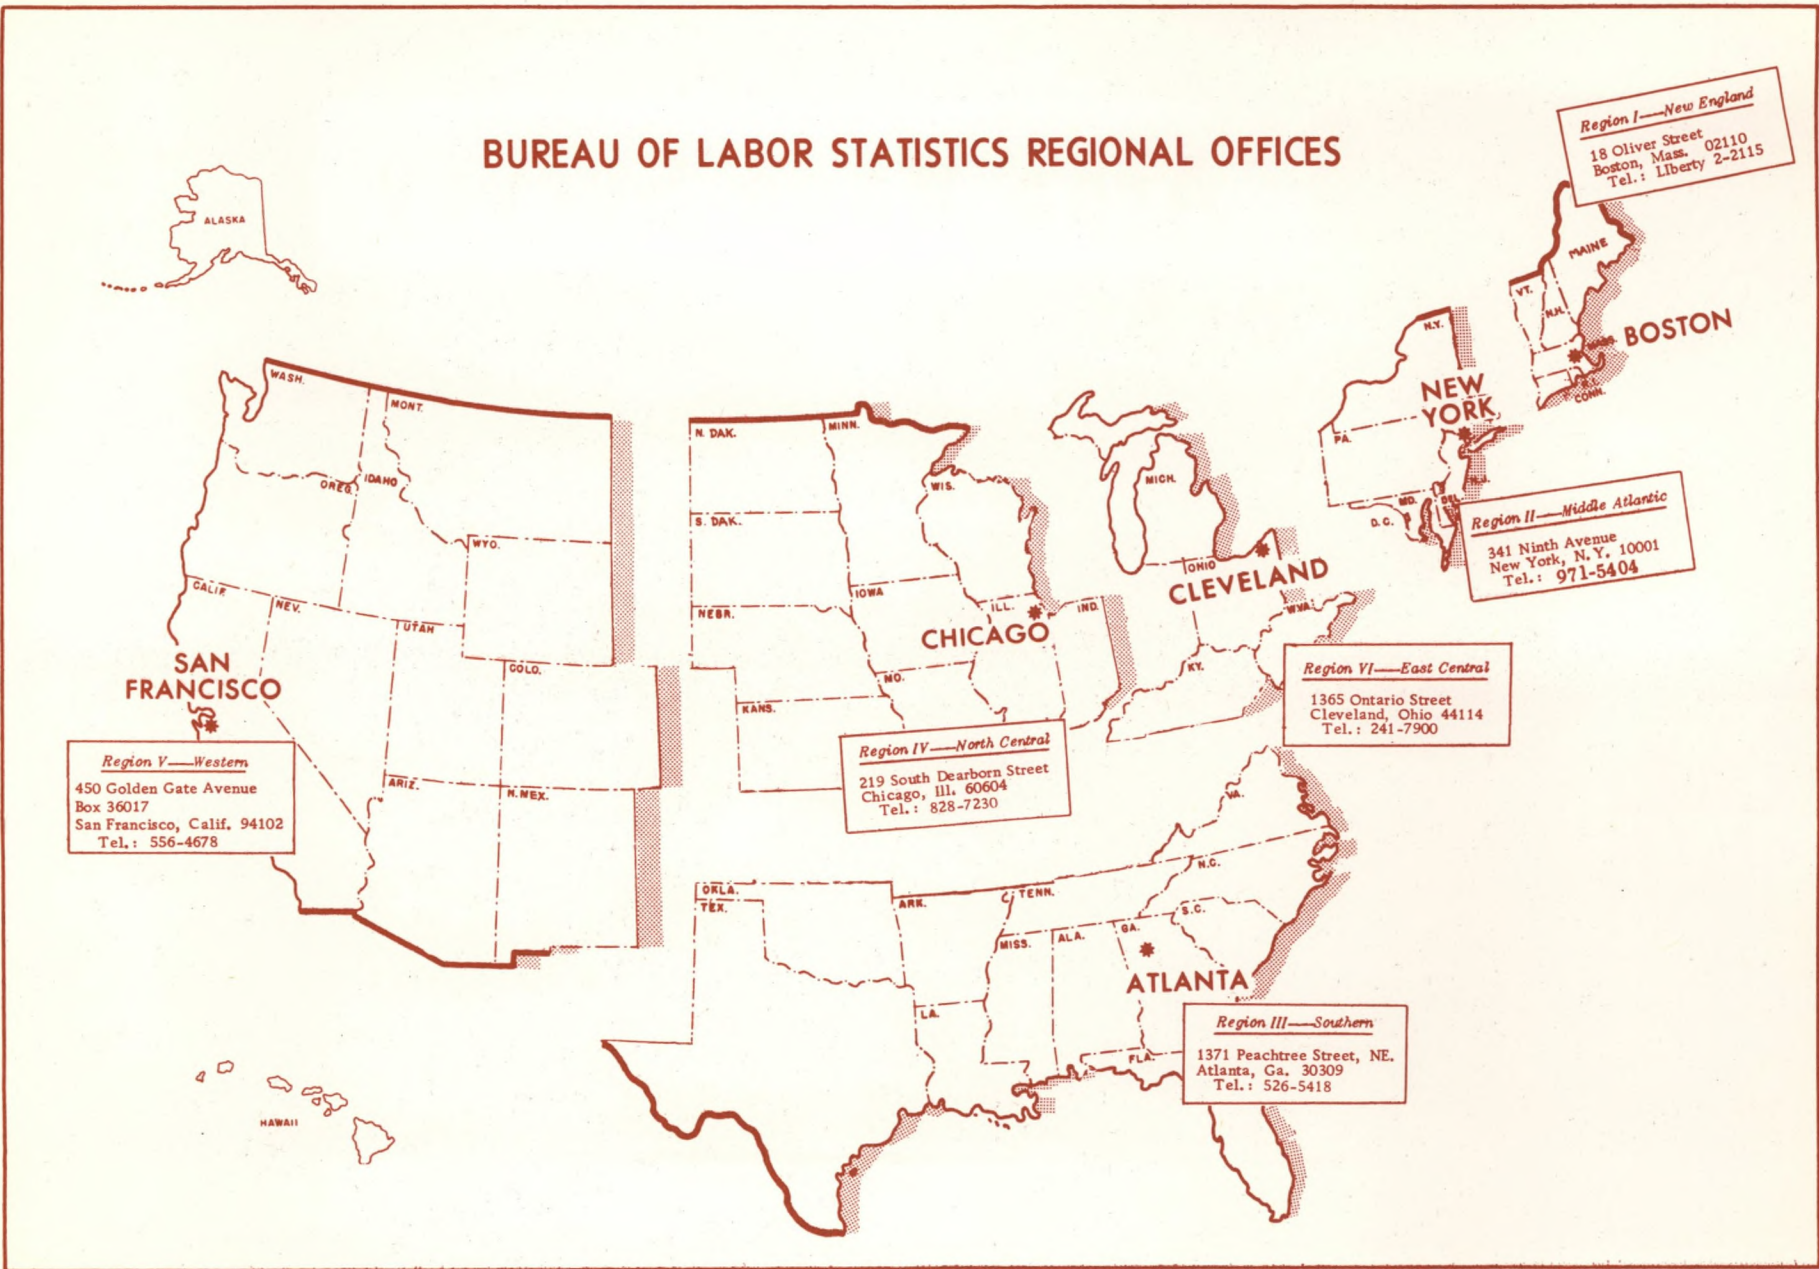 BUREAU OF LABOR STATISTICS REGIONAL OFFICES
Region I—New England
18 Oliver Street
Boston, Mass. 02110
Tel.: LIberty 2-2115
ALASKA
MAINE
VT.
N.H.
MASS.
BOSTON
R.I.
CONN.
N.Y.
NEW
YORK
PA.
N.J.
MD.
DEL.
D.C.
Region II—Middle Atlantic
341 Ninth Avenue
New York, N.Y. 10001
Tel.: 971-5404
WASH.
MONT.
OREG.
IDAHO
WYO.
CALIF.
NEV.
UTAH
COLO.
SAN
FRANCISCO
ARIZ.
N.MEX.
Region V—Western
450 Golden Gate Avenue
Box 36017
San Francisco, Calif. 94102
Tel.: 556-4678
N. DAK.
MINN.
WIS.
S. DAK.
IOWA
NEBR.
ILL.
IND.
CHICAGO
MO.
KANS.
Region IV—North Central
219 South Dearborn Street
Chicago, Ill. 60604
Tel.: 828-7230
MICH.
OHIO
CLEVELAND
W.VA.
KY.
Region VI—East Central
1365 Ontario Street
Cleveland, Ohio 44114
Tel.: 241-7900
VA.
N.C.
OKLA.
TEX.
ARK.
TENN.
S.C.
MISS.
ALA.
GA.
ATLANTA
LA.
FLA.
Region III—Southern
1371 Peachtree Street, NE.
Atlanta, Ga. 30309
Tel.: 526-5418
HAWAII